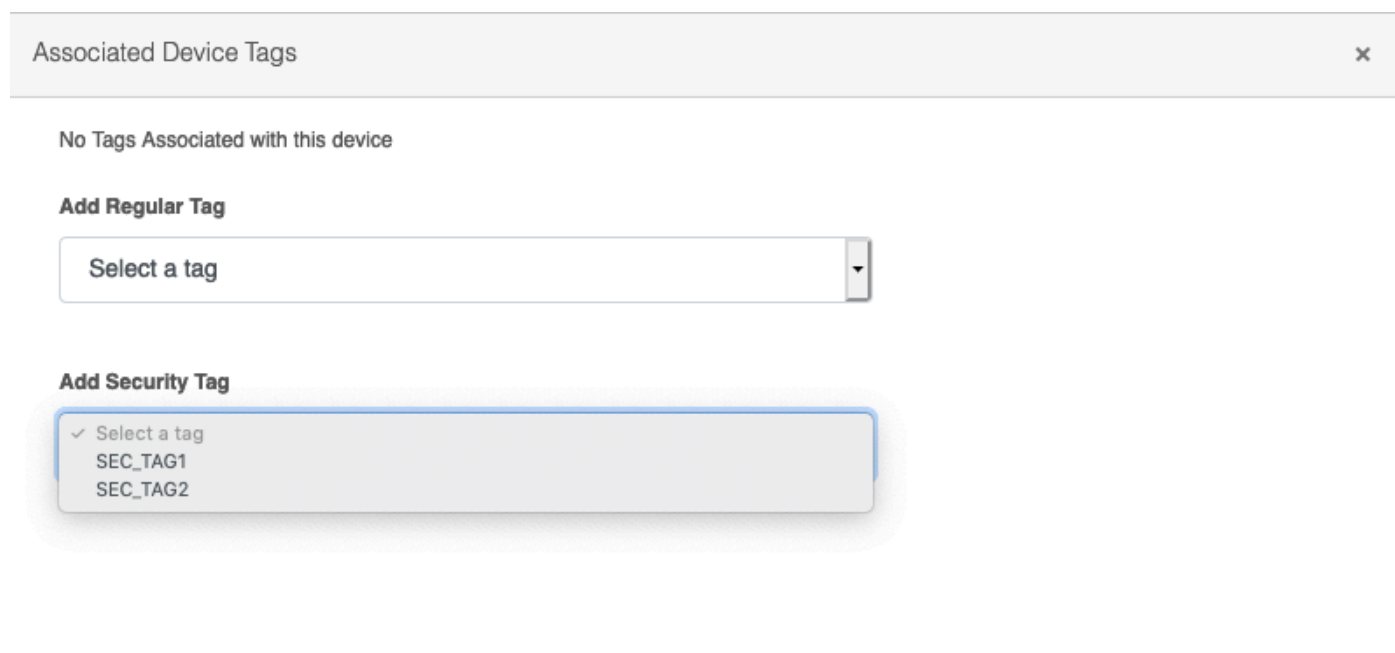 Associated Device Tags
No Tags Associated with this device
Add Regular Tag
Select a tag
Add Security Tag
Select a tag
SEC_TAG1
SEC_TAG2